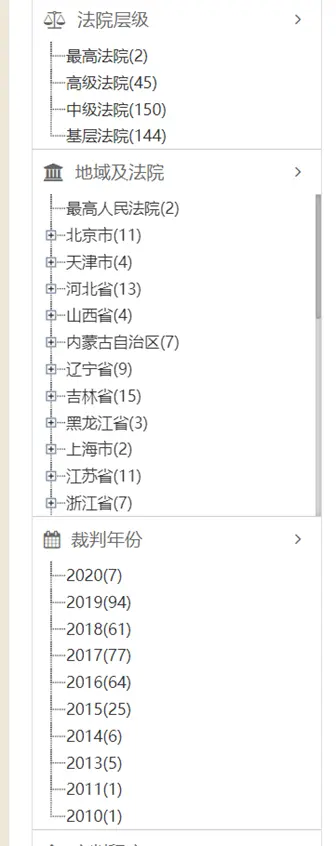 法院层级
最高法院(2)
高级法院(45)
中级法院(150)
基层法院(144)
地域及法院
最高人民法院(2)
北京市(11)
天津市(4)
河北省(13)
山西省(4)
内蒙古自治区(7)
辽宁省(9)
吉林省(15)
黑龙江省(3)
上海市(2)
江苏省(11)
浙江省(7)
裁判年份
2020(7)
2019(94)
2018(61)
2017(77)
2016(64)
2015(25)
2014(6)
2013(5)
2011(1)
2010(1)